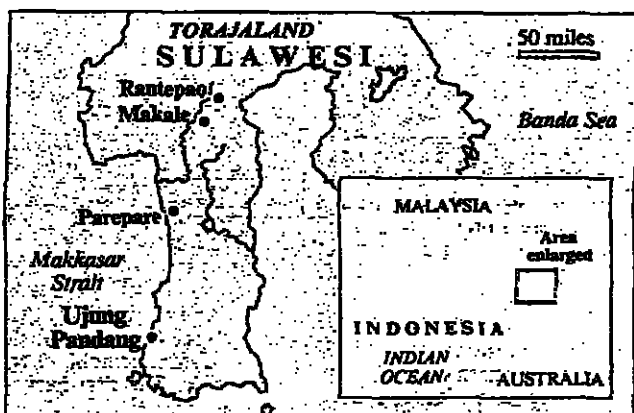 TORAJALAND
SULAWESI
50 miles
Rantepao
Makale
Banda Sea
Parepare
Makkasar
Strait
Ujung
Pandang
MALAYSIA
Area
enlarged
INDONESIA
INDIAN
OCEAN
AUSTRALIA